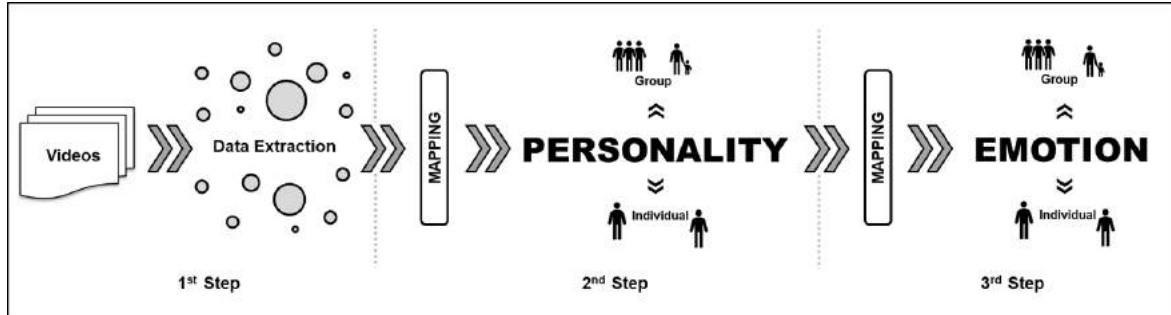 Videos
Data Extraction
1st Step
MAPPING
Group
PERSONALITY
Individual
2nd Step
MAPPING
Group
EMOTION
Individual
3rd Step